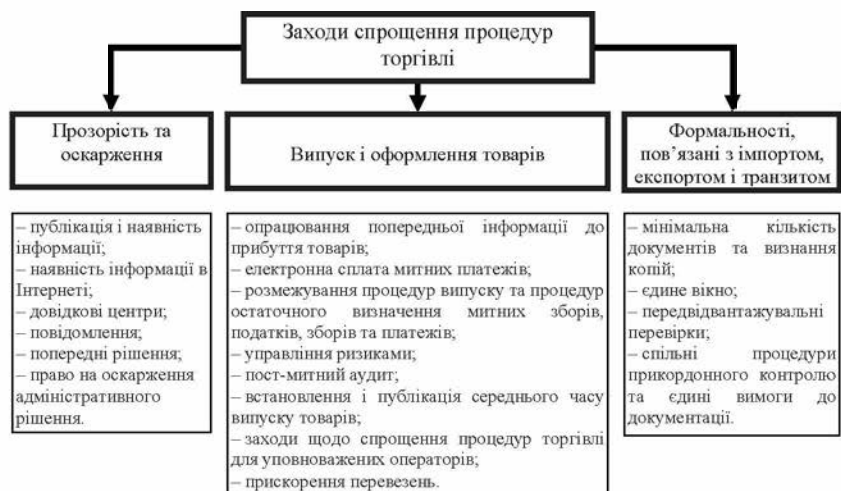 Заходи спрощення процедур
торгівлі
Прозорість та
оскарження
Випуск і оформлення товарів
Формальності,
пов’язані з імпортом,
експортом і транзитом
– публікація і наявність
інформації;
– наявність інформації в
Інтернеті;
– довідкові центри;
– повідомлення;
– попередні рішення;
– право на оскарження
адміністративного
рішення.
– опрацювання попередньої інформації до
прибуття товарів;
– електронна сплата митних платежів;
– розмежування процедур випуску та процедур
остаточного визначення митних зборів,
податків, зборів та платежів;
– управління ризиками;
– пост-митний аудит;
– встановлення і публікація середнього часу
випуску товарів;
– заходи щодо спрощення процедур торгівлі
для уповноважених операторів;
– прискорення перевезень.
– мінімальна кількість
документів та визнання
копій;
– єдине вікно;
– передвідвантажувальні
перевірки;
– спільні процедури
прикордонного контролю
та єдині вимоги до
документації.